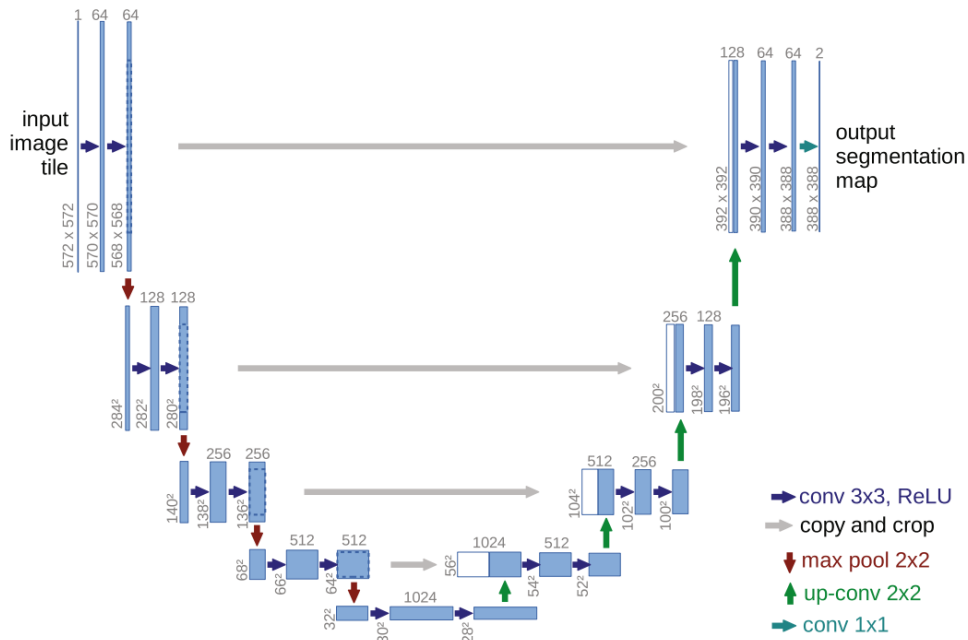 1 64 64
128 64 64 2
input
image
tile
output
segmentation
map
572 x 572
570 x 570
568 x 568
392 x 392
390 x 390
388 x 388
388 x 388
128 128
256 128
284²
282²
280²
200²
198²
196²
256 256
512 256
140²
138²
136²
104²
102²
100²
512 512
1024 512
68²
66²
64²
56²
54²
52²
1024
32²
28²
conv 3x3, ReLU
copy and crop
max pool 2x2
up-conv 2x2
conv 1x1